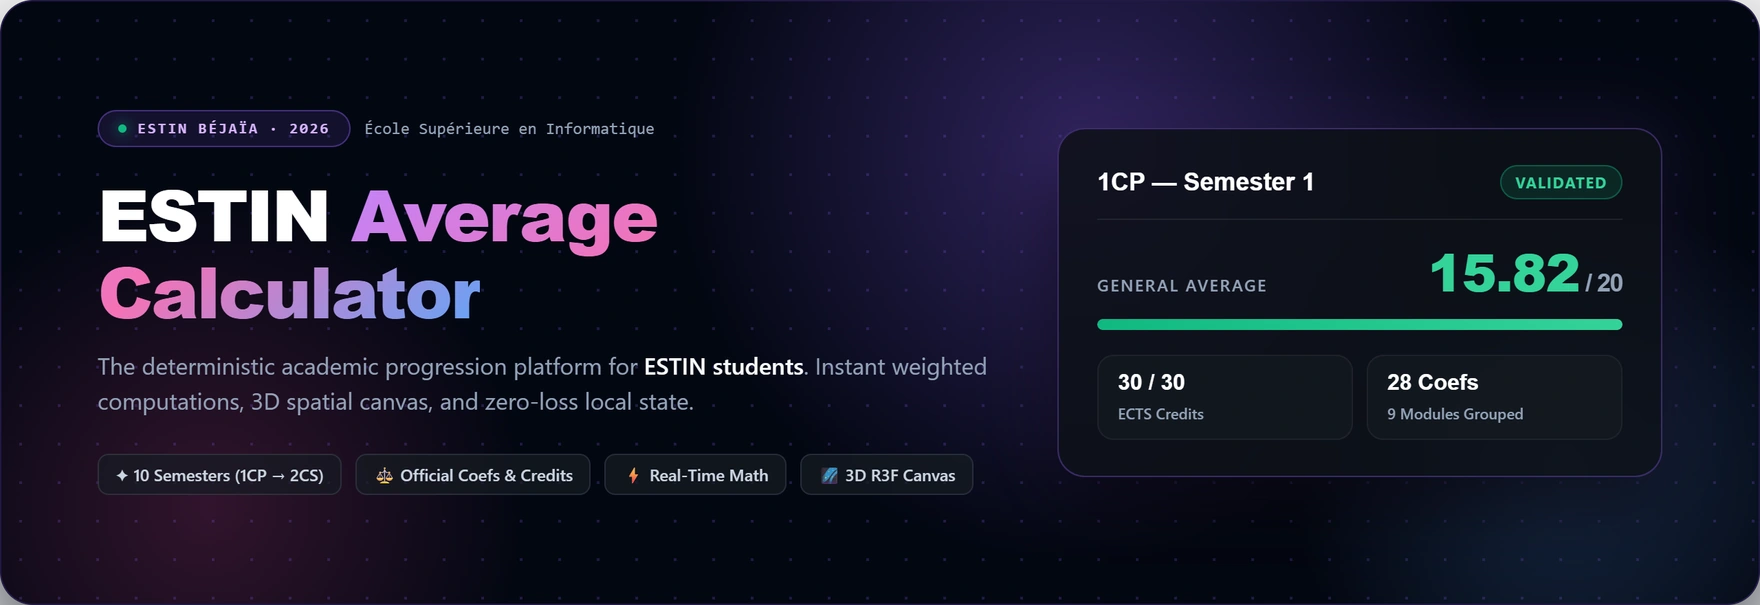 ESTIN BÉJAÏA · 2026
École Supérieure en Informatique
ESTIN Average
Calculator
The deterministic academic progression platform for ESTIN students. Instant weighted
computations, 3D spatial canvas, and zero-loss local state.
✦ 10 Semesters (1CP → 2CS)
⚖️ Official Coefs & Credits
⚡ Real-Time Math
3D R3F Canvas
1CP — Semester 1
VALIDATED
GENERAL AVERAGE
15.82 / 20
30 / 30
ECTS Credits
28 Coefs
9 Modules Grouped